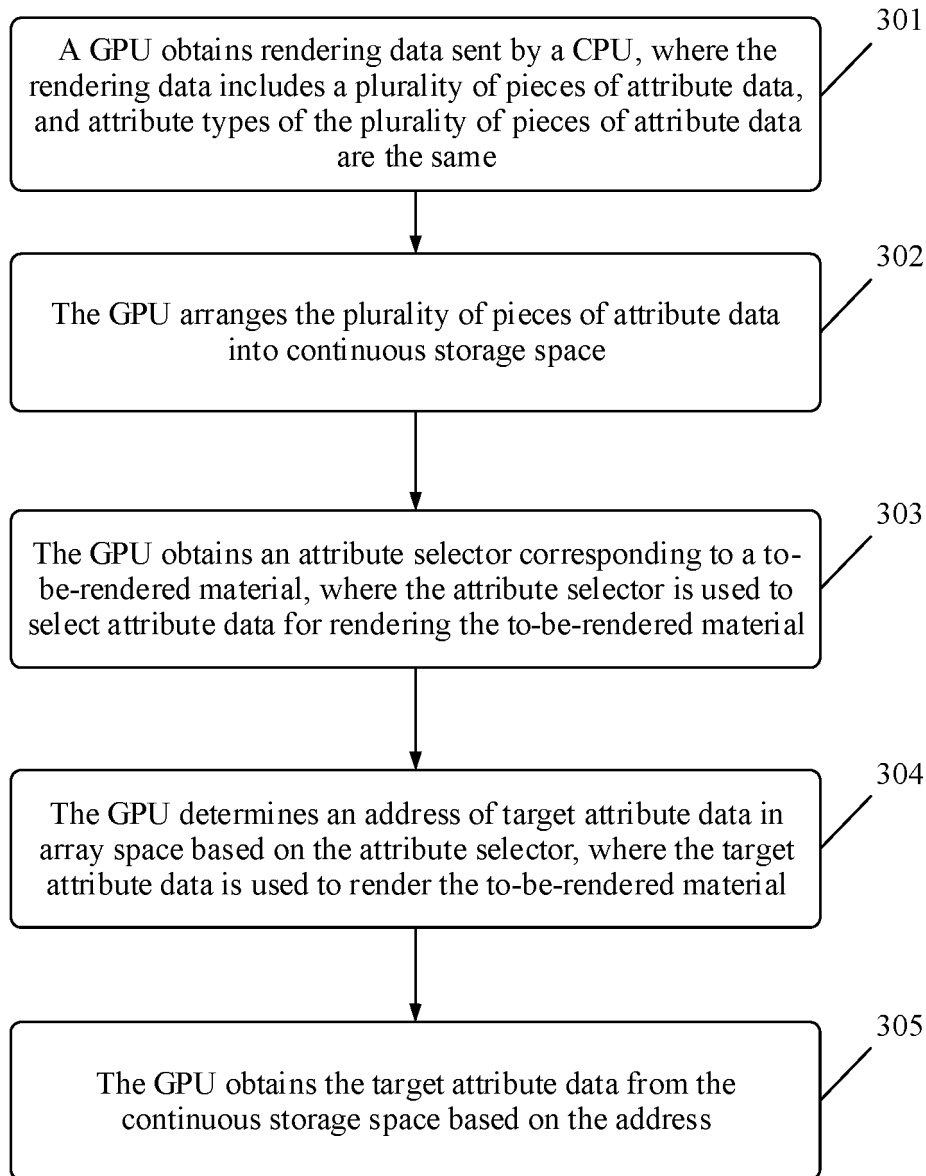 301
A GPU obtains rendering data sent by a CPU, where the
rendering data includes a plurality of pieces of attribute data,
and attribute types of the plurality of pieces of attribute data
are the same
302
The GPU arranges the plurality of pieces of attribute data
into continuous storage space
303
The GPU obtains an attribute selector corresponding to a to-
be-rendered material, where the attribute selector is used to
select attribute data for rendering the to-be-rendered material
304
The GPU determines an address of target attribute data in
array space based on the attribute selector, where the target
attribute data is used to render the to-be-rendered material
305
The GPU obtains the target attribute data from the
continuous storage space based on the address